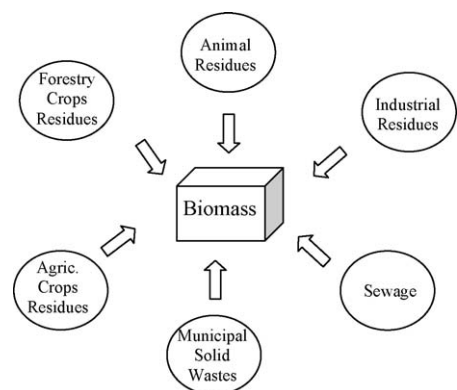 Animal
Residues
Forestry
Crops
Residues
Industrial
Residues
Biomass
Agric.
Crops
Residues
Sewage
Municipal
Solid
Wastes